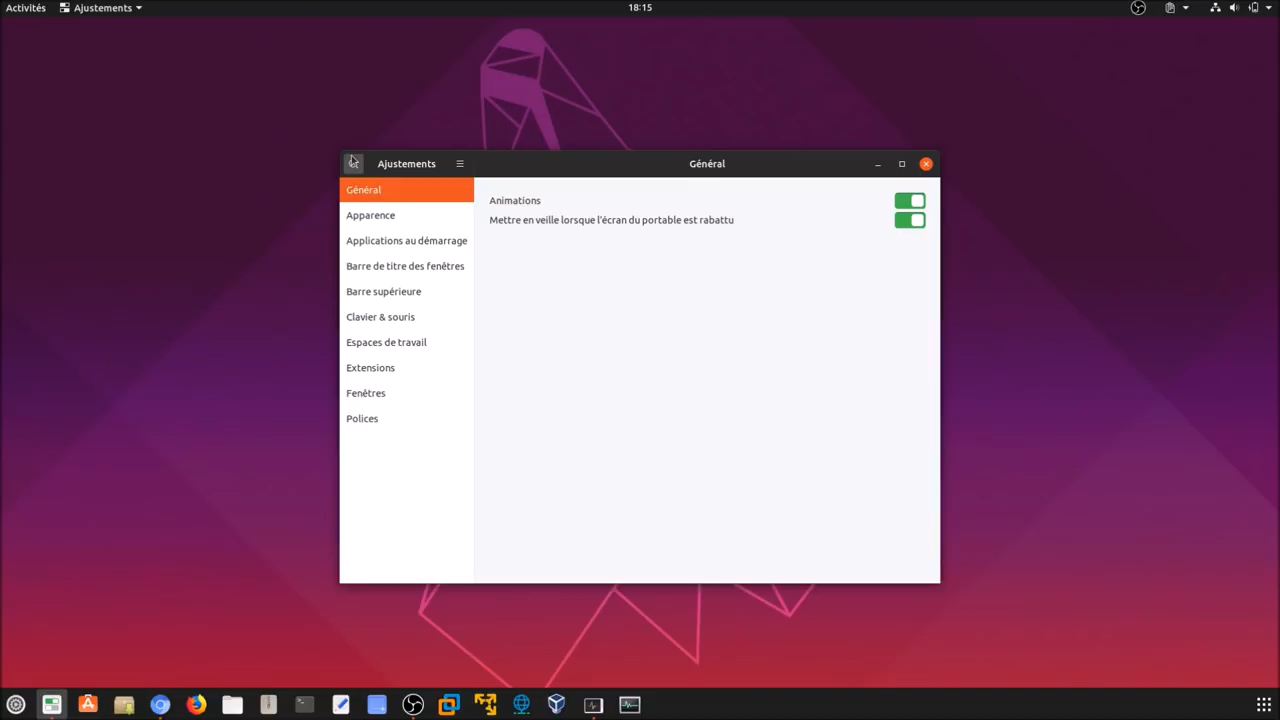 Activités
Ajustements
18:15
Ajustements
Général
Général
Apparence
Applications au démarrage
Barre de titre des fenêtres
Barre supérieure
Clavier & souris
Espaces de travail
Extensions
Fenêtres
Polices
Animations
Mettre en veille lorsque l'écran du portable est rabattu